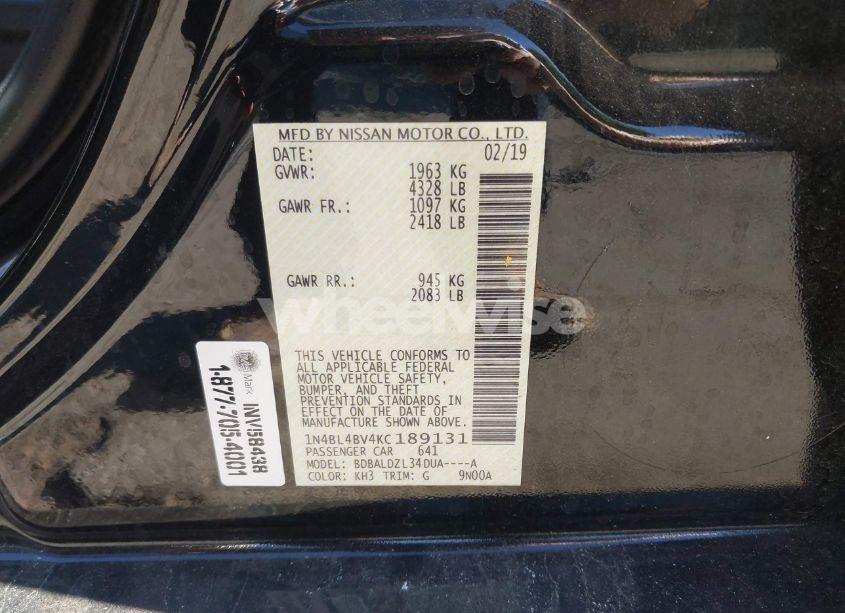 MFD BY NISSAN MOTOR CO., LTD.
DATE: 02/19
GVWR: 1963 KG
4328 LB
GAWR FR.: 1097 KG
2418 LB
GAWR RR.: 945 KG
2083 LB
wheelwise
THIS VEHICLE CONFORMS TO
ALL APPLICABLE FEDERAL
MOTOR VEHICLE SAFETY,
BUMPER, AND THEFT
PREVENTION STANDARDS IN
EFFECT ON THE DATE OF
MANUFACTURE SHOWN ABOVE.
1N4BL4BV4KC189131
PASSENGER CAR 641
MODEL: BDBALDZL34DUA----A
COLOR: KH3 TRIM: G 9N00A
Mark
INV58438
1-877-705-4001